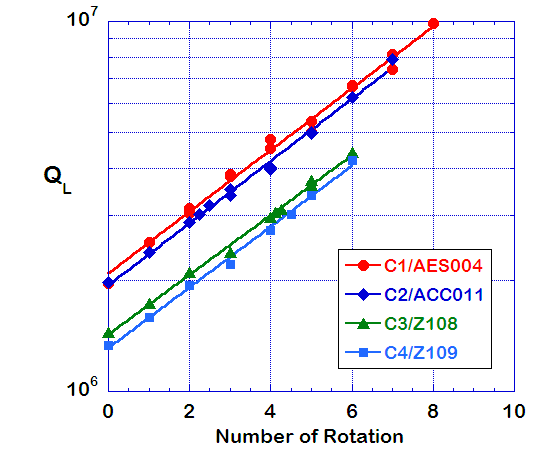 10⁷
Q_L
10⁶
C1/AES004
C2/ACC011
C3/Z108
C4/Z109
0 2 4 6 8 10
Number of Rotation